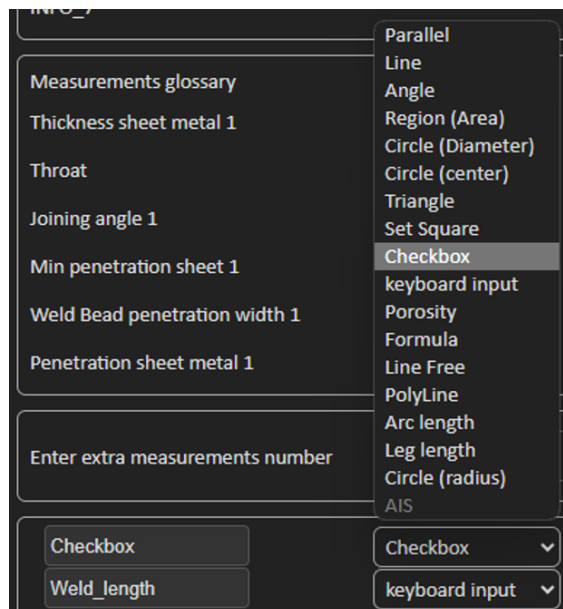 INFO_7
Measurements glossary
Thickness sheet metal 1
Throat
Joining angle 1
Min penetration sheet 1
Weld Bead penetration width 1
Penetration sheet metal 1
Enter extra measurements number
Parallel
Line
Angle
Region (Area)
Circle (Diameter)
Circle (center)
Triangle
Set Square
Checkbox
keyboard input
Porosity
Formula
Line Free
PolyLine
Arc length
Leg length
Circle (radius)
AIS
Checkbox Checkbox
Weld_length keyboard input